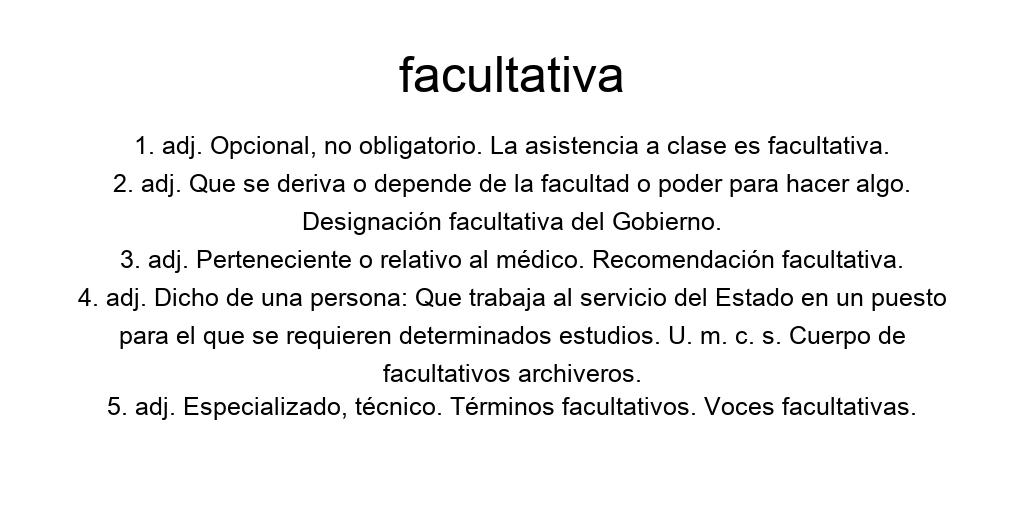 facultativa
1. adj. Opcional, no obligatorio. La asistencia a clase es facultativa.
2. adj. Que se deriva o depende de la facultad o poder para hacer algo.
Designación facultativa del Gobierno.
3. adj. Perteneciente o relativo al médico. Recomendación facultativa.
4. adj. Dicho de una persona: Que trabaja al servicio del Estado en un puesto
para el que se requieren determinados estudios. U. m. c. s. Cuerpo de
facultativos archiveros.
5. adj. Especializado, técnico. Términos facultativos. Voces facultativas.